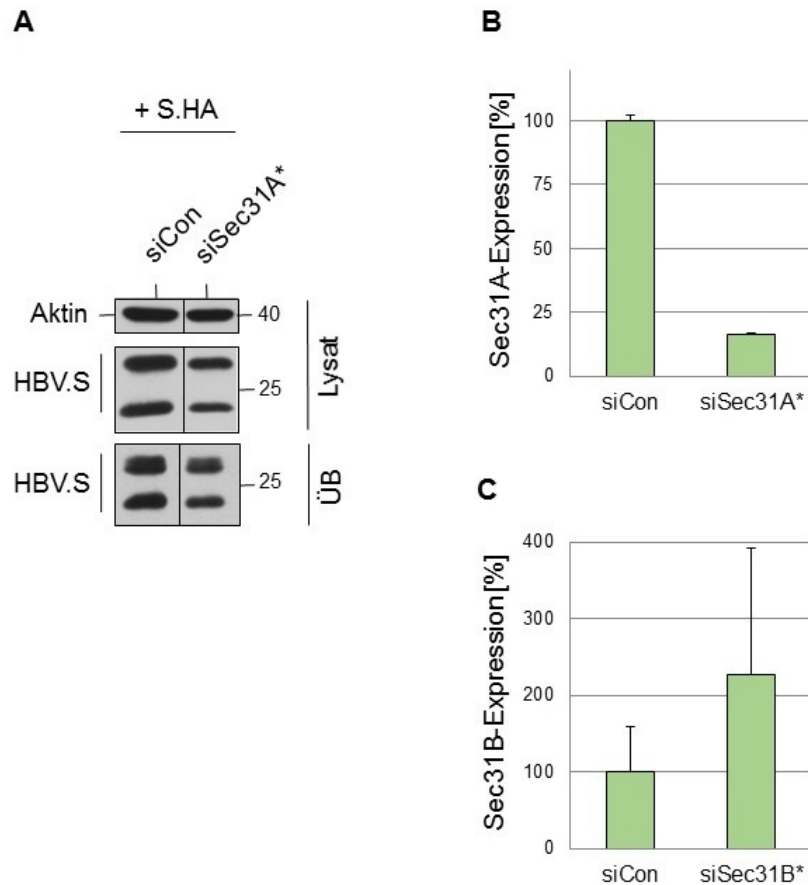 A
+ S.HA
siCon
siSec31A*
Aktin
40
HBV.S
25
Lysat
HBV.S
25
ÜB
B
Sec31A-Expression[%]
100
75
50
25
0
siCon
siSec31A*
C
Sec31B-Expression[%]
400
300
200
100
0
siCon
siSec31B*